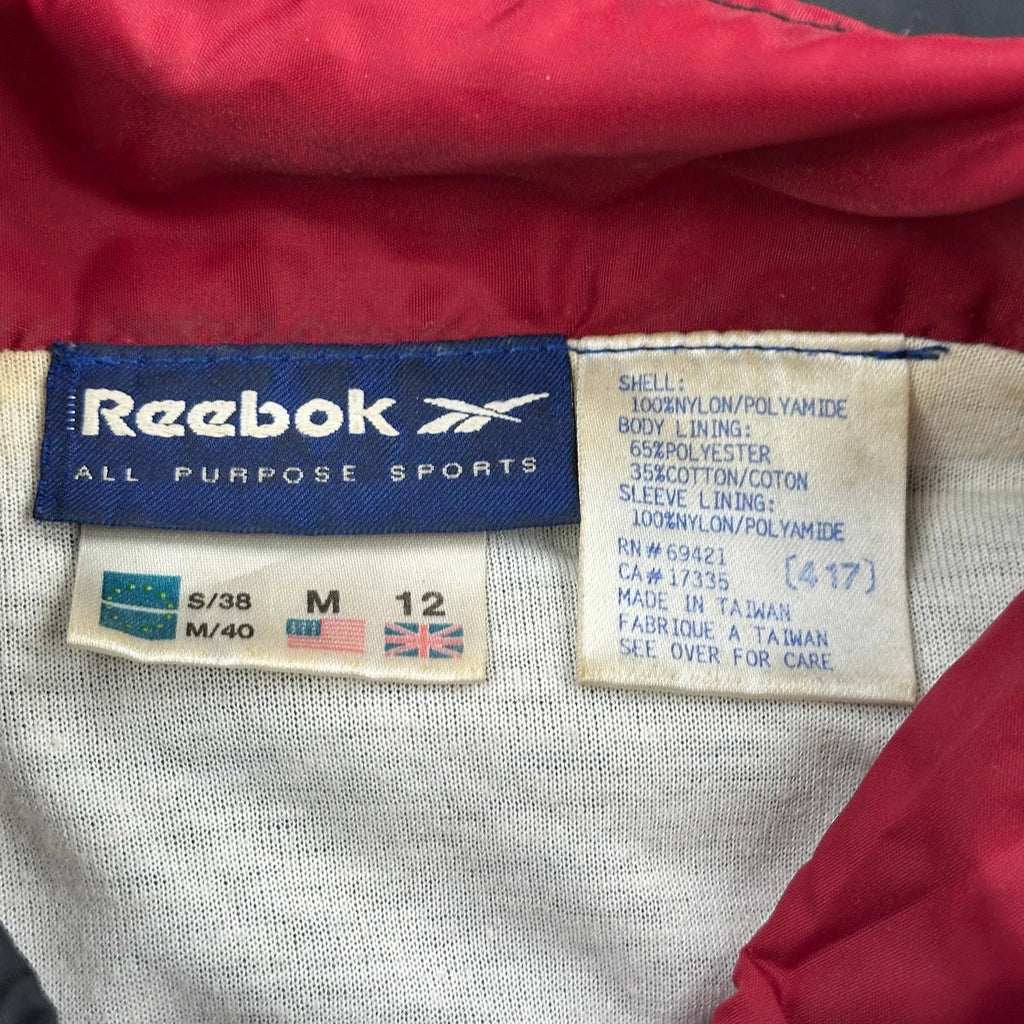 Reebok
ALL PURPOSE SPORTS
S/38
M/40
M
12
SHELL:
100%NYLON/POLYAMIDE
BODY LINING:
65%POLYESTER
35%COTTON/COTON
SLEEVE LINING:
100%NYLON/POLYAMIDE
RN#69421
CA#17335 (417)
MADE IN TAIWAN
FABRIQUE A TAIWAN
SEE OVER FOR CARE